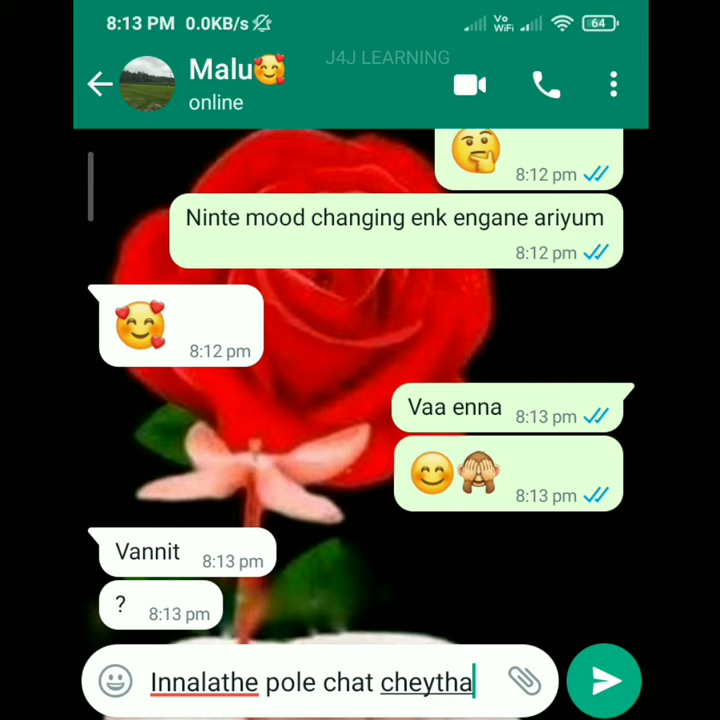 8:13 PM 0.0KB/s Vo WiFi 64
J4J LEARNING
Malu🥰
online
🤔
8:12 pm
Ninte mood changing enk engane ariyum
8:12 pm
🥰
8:12 pm
Vaa enna 8:13 pm
😊🙈
8:13 pm
Vannit 8:13 pm
? 8:13 pm
Innalathe pole chat cheytha